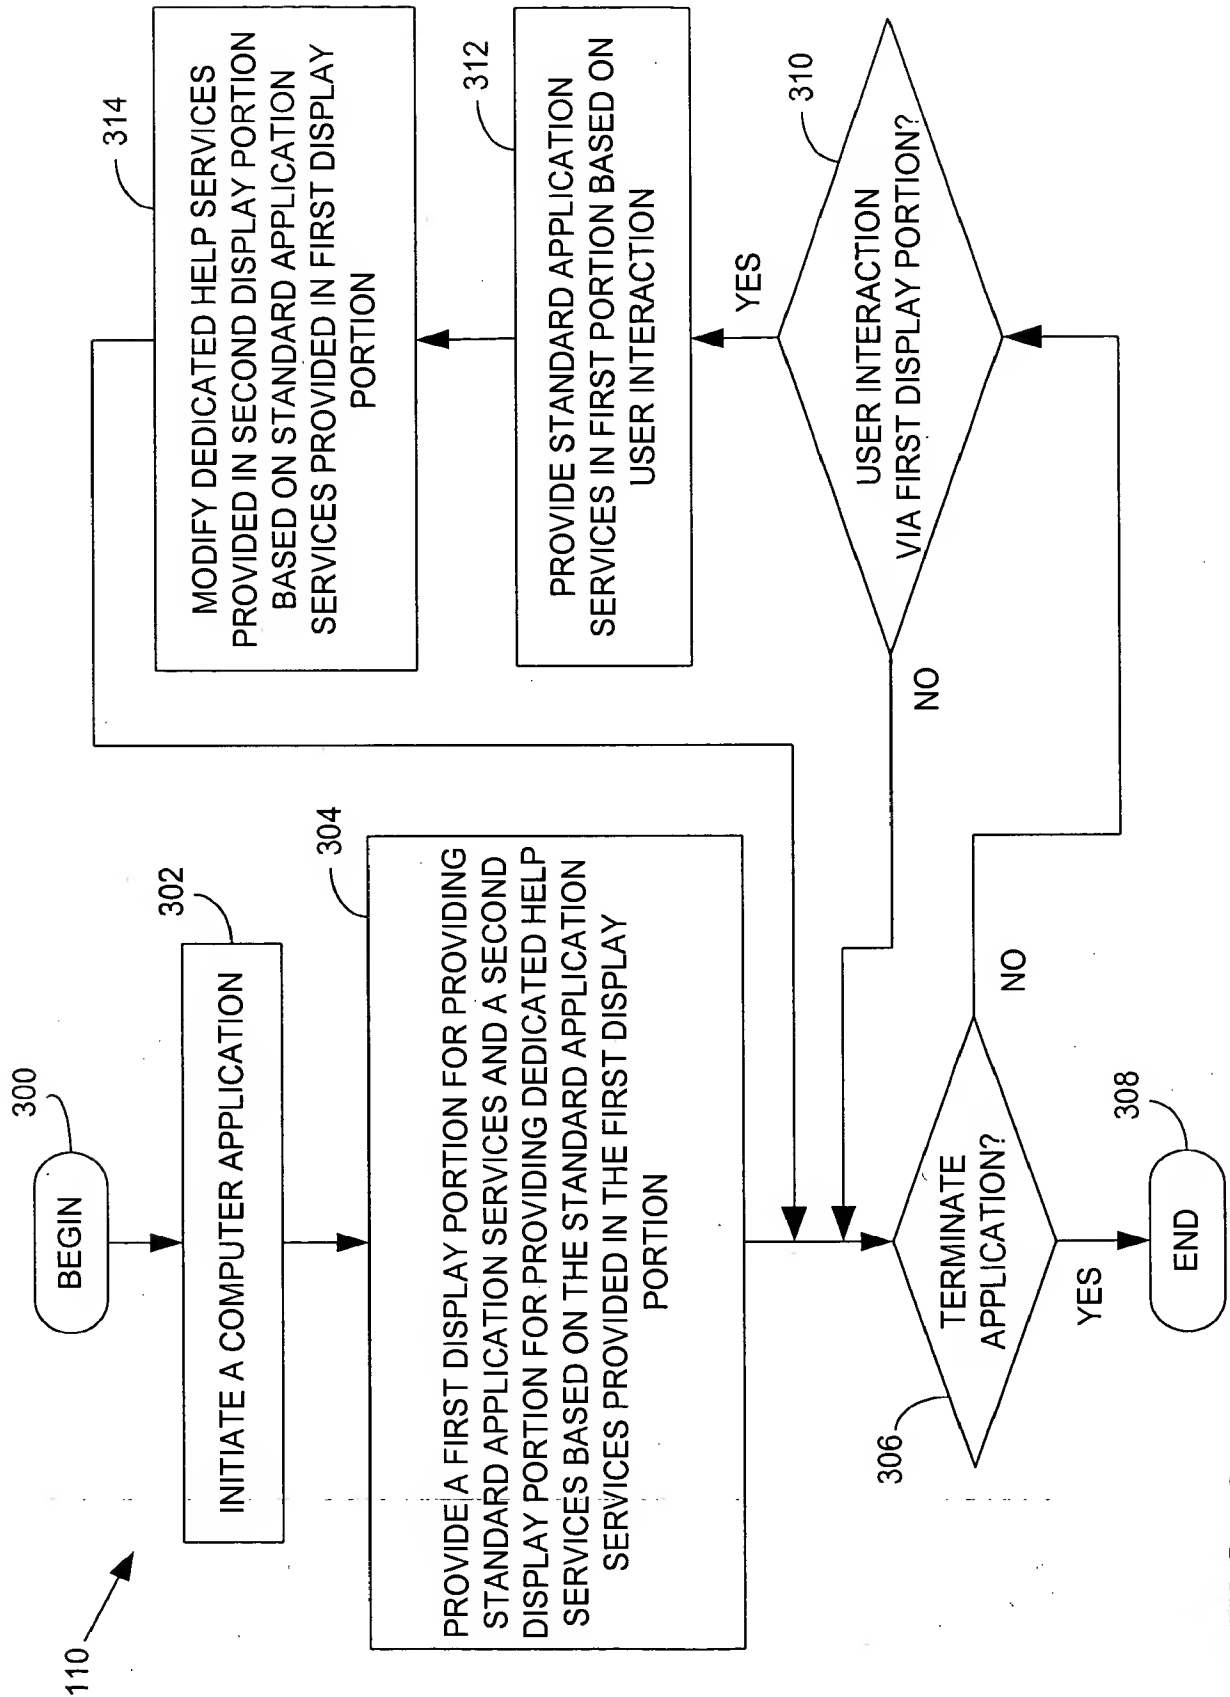 110
300
BEGIN
302
INITIATE A COMPUTER APPLICATION
304
PROVIDE A FIRST DISPLAY PORTION FOR PROVIDING
STANDARD APPLICATION SERVICES AND A SECOND
DISPLAY PORTION FOR PROVIDING DEDICATED HELP
SERVICES BASED ON THE STANDARD APPLICATION
SERVICES PROVIDED IN THE FIRST DISPLAY
PORTION
306
TERMINATE
APPLICATION?
NO
YES
308
END
310
USER INTERACTION
VIA FIRST DISPLAY PORTION?
NO
YES
312
PROVIDE STANDARD APPLICATION
SERVICES IN FIRST PORTION BASED ON
USER INTERACTION
314
MODIFY DEDICATED HELP SERVICES
PROVIDED IN SECOND DISPLAY PORTION
BASED ON STANDARD APPLICATION
SERVICES PROVIDED IN FIRST DISPLAY
PORTION